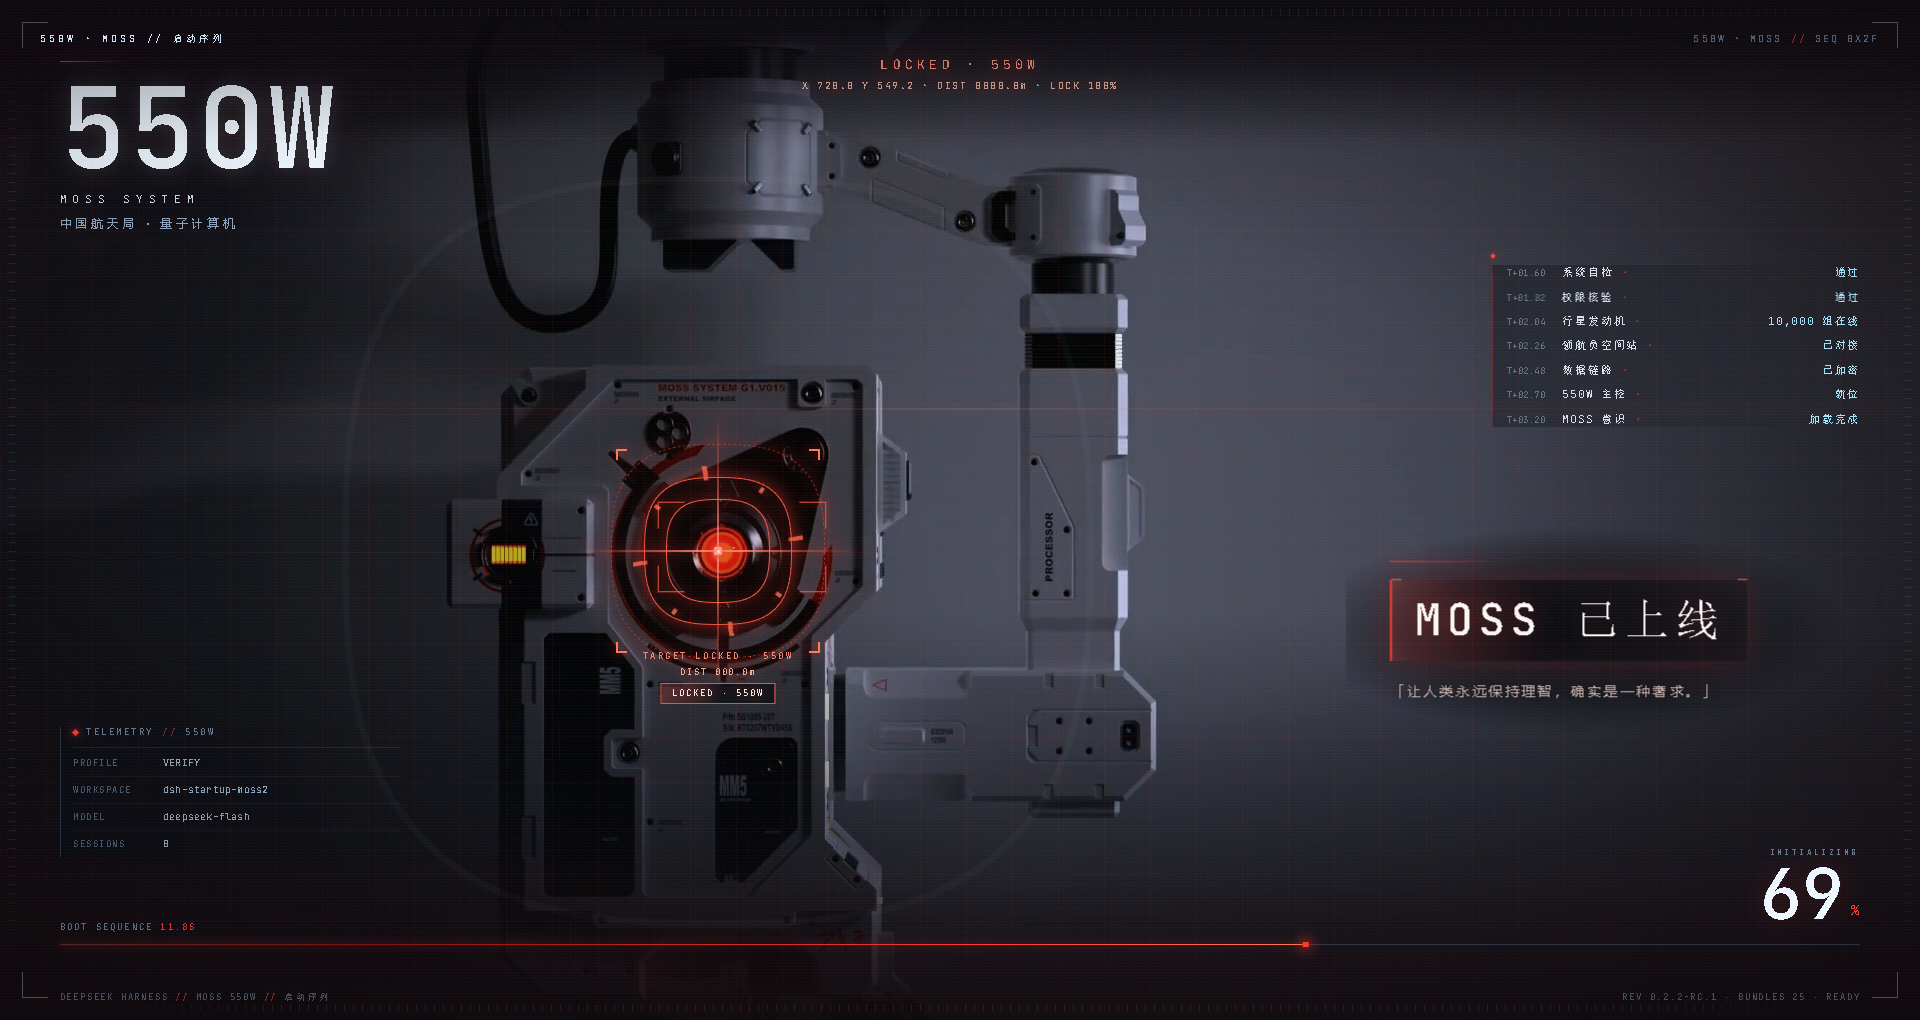 550W · MOSS // 启动序列
550W · MOSS // SEQ 0X2F
LOCKED · 550W
X 720.0 Y 549.2 · DIST 0000.0m · LOCK 100%
550W
MOSS SYSTEM
中国航天局 · 量子计算机
T+01.60 系统自检 · 通过
T+01.82 权限核验 · 通过
T+02.04 行星发动机 · 10,000 组在线
T+02.26 领航员空间站 · 已对接
T+02.48 数据链路 · 已加密
T+02.70 550W 主控 · 就位
T+03.20 MOSS 意识 · 加载完成
MOSS SYSTEM G1-V015
EXTERNAL SIRFAGE
PROCESSOR
TARGET LOCKED · 550W
DIST 000.0m
LOCKED · 550W
MM5
MM5
MOSS 已上线
「让人类永远保持理智，确实是一种奢求。」
TELEMETRY // 550W
PROFILE VERIFY
WORKSPACE dsh-startup-moss2
MODEL deepseek-flash
SESSIONS 8
INITIALIZING
69 %
BOOT SEQUENCE 11.8S
DEEPSEEK HARNESS // MOSS 550W // 启动序列
REV 0.2.2-RC.1 · BUNDLES 25 · READY